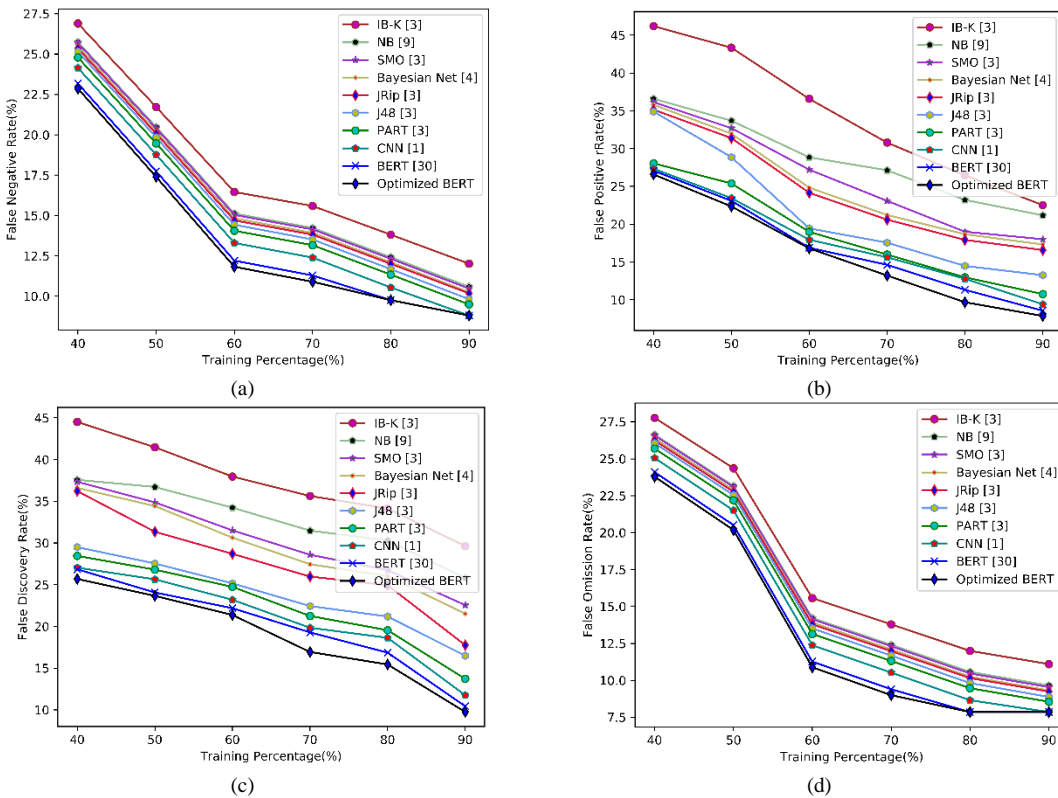 27.5
25.0
22.5
20.0
17.5
15.0
12.5
10.0
False Negative Rate(%)
IB-K [3]
NB [9]
SMO [3]
Bayesian Net [4]
JRip [3]
J48 [3]
PART [3]
CNN [1]
BERT [30]
Optimized BERT
40 50 60 70 80 90
Training Percentage(%)
(a)
45
40
35
30
25
20
15
10
False Positive rRate(%)
IB-K [3]
NB [9]
SMO [3]
Bayesian Net [4]
JRip [3]
J48 [3]
PART [3]
CNN [1]
BERT [30]
Optimized BERT
40 50 60 70 80 90
Training Percentage(%)
(b)
45
40
35
30
25
20
15
10
False Discovery Rate(%)
IB-K [3]
NB [9]
SMO [3]
Bayesian Net [4]
JRip [3]
J48 [3]
PART [3]
CNN [1]
BERT [30]
Optimized BERT
40 50 60 70 80 90
Training Percentage(%)
(c)
27.5
25.0
22.5
20.0
17.5
15.0
12.5
10.0
7.5
False Omission Rate(%)
IB-K [3]
NB [9]
SMO [3]
Bayesian Net [4]
JRip [3]
J48 [3]
PART [3]
CNN [1]
BERT [30]
Optimized BERT
40 50 60 70 80 90
Training Percentage(%)
(d)